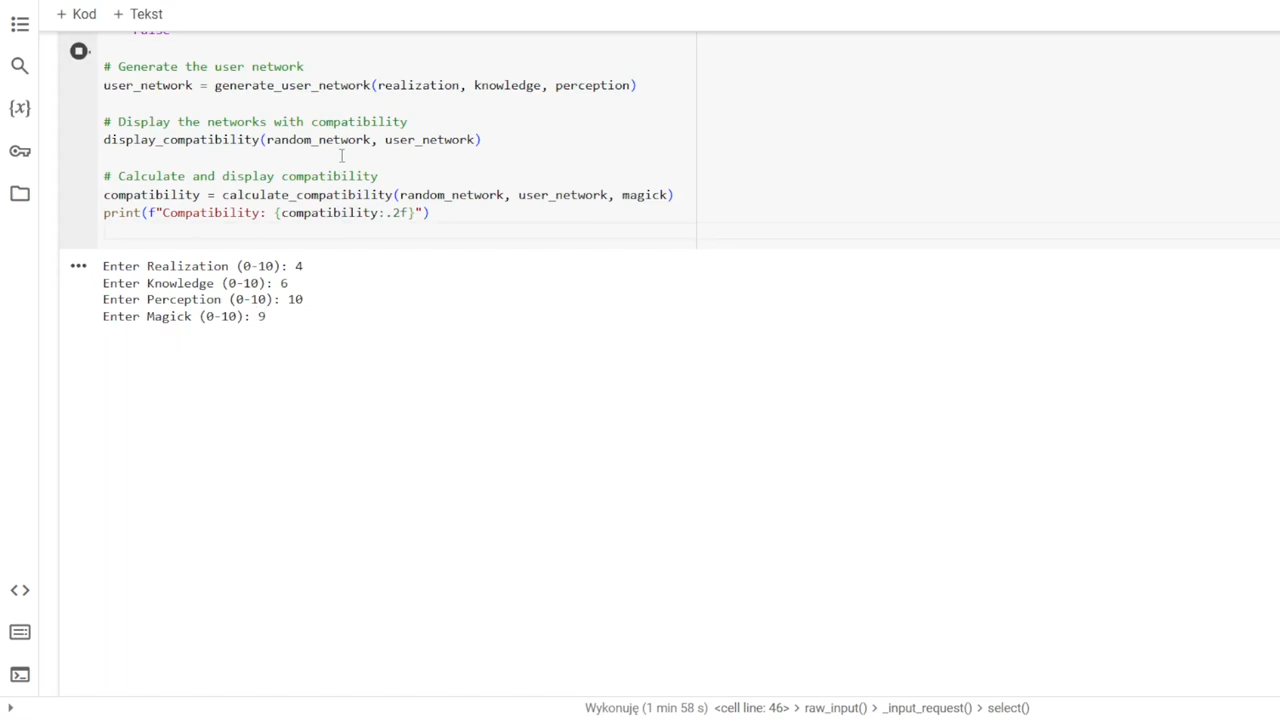 + Kod + Tekst
False
# Generate the user network
user_network = generate_user_network(realization, knowledge, perception)
# Display the networks with compatibility
display_compatibility(random_network, user_network)
# Calculate and display compatibility
compatibility = calculate_compatibility(random_network, user_network, magick)
print(f"Compatibility: {compatibility:.2f}")
Enter Realization (0-10): 4
Enter Knowledge (0-10): 6
Enter Perception (0-10): 10
Enter Magick (0-10): 9
Wykonuję (1 min 58 s) <cell line: 46> > raw_input() > _input_request() > select()